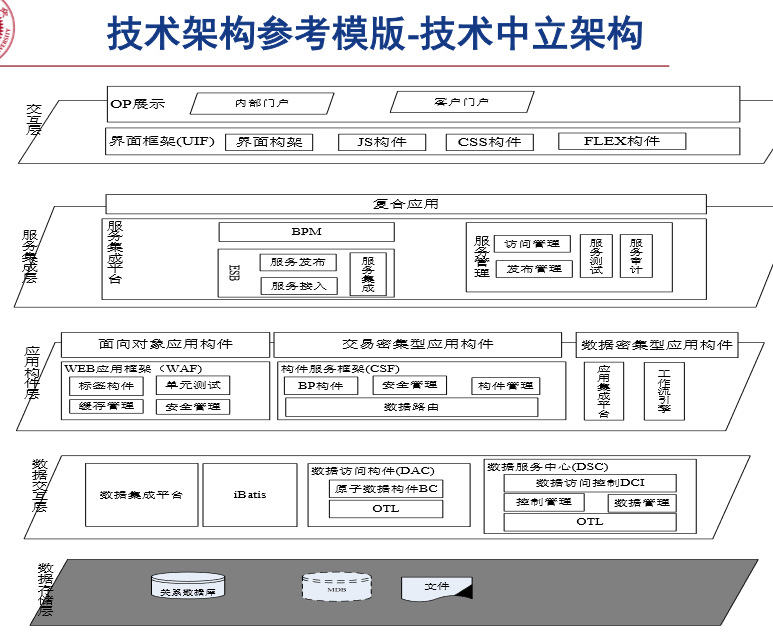 技术架构参考模版-技术中立架构
交互层
OP展示
内部门户
客户门户
界面框架(UIF)
界面构架
JS构件
CSS构件
FLEX构件
服务集成层
复合应用
服务集成平台
BPM
ESB
服务发布
服务接入
服务集成
服务管理
访问管理
发布管理
服务测试
服务审计
应用构件层
面向对象应用构件
交易密集型应用构件
数据密集型应用构件
WEB应用框架（WAF)
标签构件
单元测试
缓存管理
安全管理
构件服务框架(CSF)
BP构件
安全管理
构件管理
数据路由
应用集成平台
工作流引擎
数据交互层
数据集成平台
iBatis
数据访问构件(DAC)
原子数据构件BC
OTL
数据服务中心(DSC)
数据访问控制DCI
控制管理
数据管理
OTL
数据存储层
关系数据库
MDB
文件